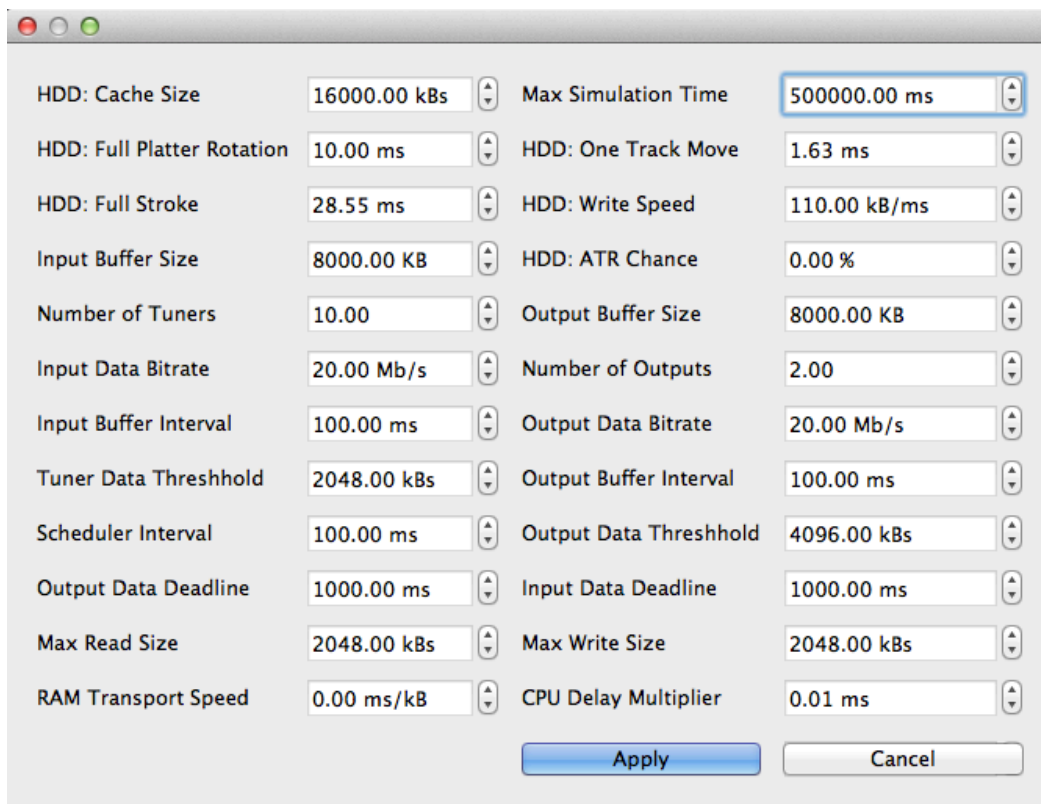 HDD: Cache Size 16000.00 kBs Max Simulation Time 500000.00 ms
HDD: Full Platter Rotation 10.00 ms HDD: One Track Move 1.63 ms
HDD: Full Stroke 28.55 ms HDD: Write Speed 110.00 kB/ms
Input Buffer Size 8000.00 KB HDD: ATR Chance 0.00 %
Number of Tuners 10.00 Output Buffer Size 8000.00 KB
Input Data Bitrate 20.00 Mb/s Number of Outputs 2.00
Input Buffer Interval 100.00 ms Output Data Bitrate 20.00 Mb/s
Tuner Data Threshhold 2048.00 kBs Output Buffer Interval 100.00 ms
Scheduler Interval 100.00 ms Output Data Threshhold 4096.00 kBs
Output Data Deadline 1000.00 ms Input Data Deadline 1000.00 ms
Max Read Size 2048.00 kBs Max Write Size 2048.00 kBs
RAM Transport Speed 0.00 ms/kB CPU Delay Multiplier 0.01 ms
Apply Cancel